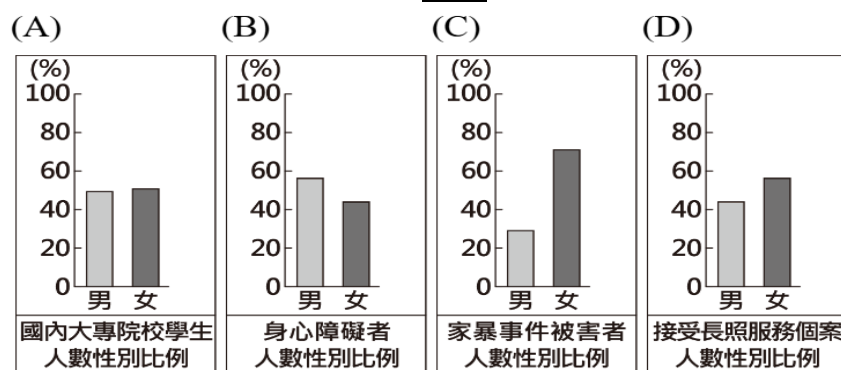 (A)
(%)
100
80
60
40
20
0
男 女
國內大專院校學生
人數性別比例
(B)
(%)
100
80
60
40
20
0
男 女
身心障礙者
人數性別比例
(C)
(%)
100
80
60
40
20
0
男 女
家暴事件被害者
人數性別比例
(D)
(%)
100
80
60
40
20
0
男 女
接受長照服務個案
人數性別比例